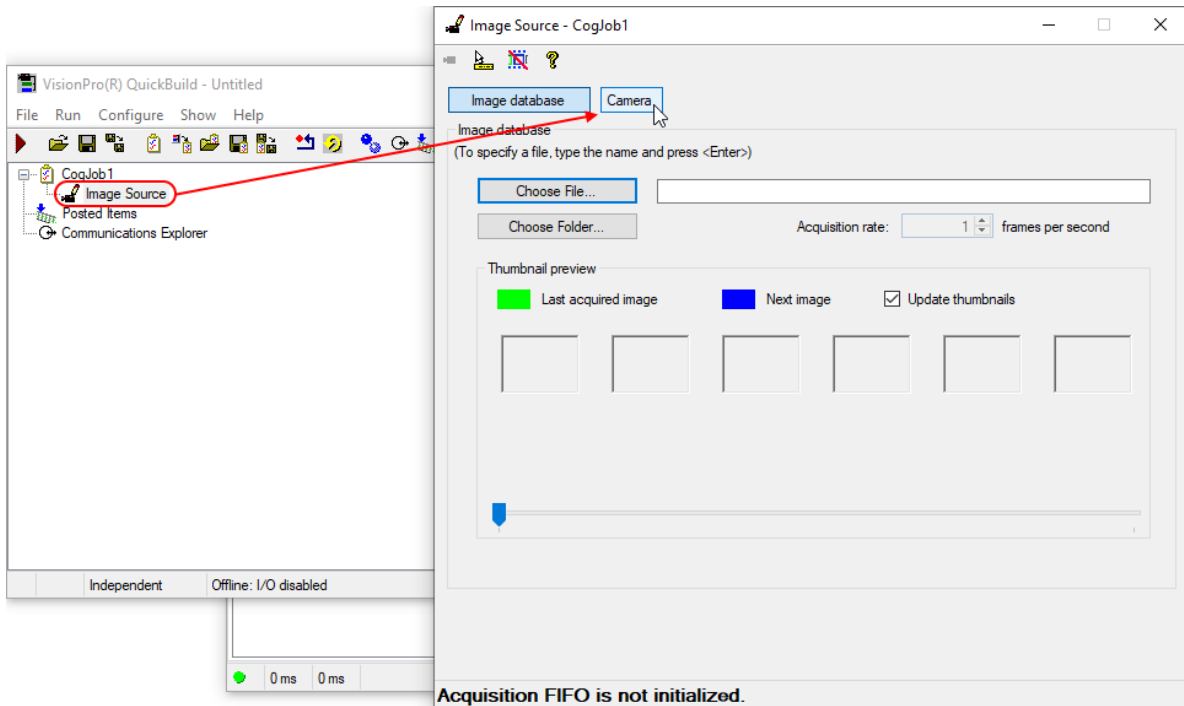 VisionPro(R) QuickBuild - Untitled
File Run Configure Show Help
CogJob1
Image Source
Posted Items
Communications Explorer
Independent Offline: I/O disabled
0 ms 0 ms
Image Source - CogJob1
Image database Camera
Image database
(To specify a file, type the name and press <Enter>)
Choose File...
Choose Folder... Acquisition rate: 1 frames per second
Thumbnail preview
Last acquired image Next image Update thumbnails
Acquisition FIFO is not initialized.